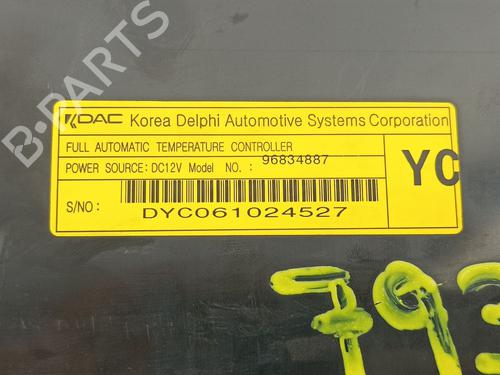 KDAC Korea Delphi Automotive Systems Corporation
FULL AUTOMATIC TEMPERATURE CONTROLLER
POWER SOURCE: DC12V Model NO. : 96834887
YC
S/NO :
DYC061024527
793
B-PARTS